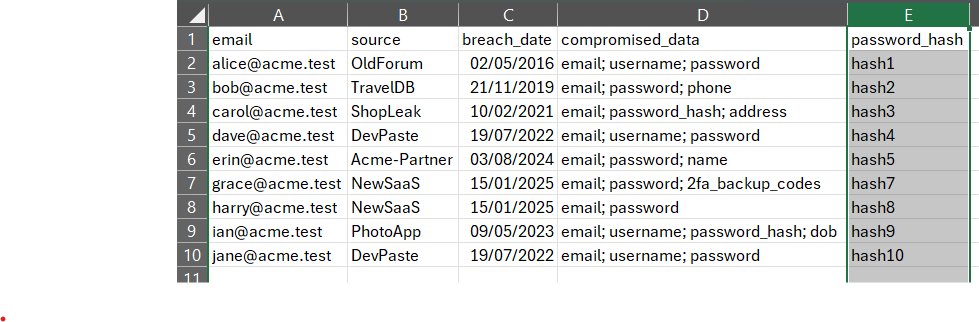 A B C D E
1 email source breach_date compromised_data password_hash
2 alice@acme.test OldForum 02/05/2016 email; username; password hash1
3 bob@acme.test TravelDB 21/11/2019 email; password; phone hash2
4 carol@acme.test ShopLeak 10/02/2021 email; password_hash; address hash3
5 dave@acme.test DevPaste 19/07/2022 email; username; password hash4
6 erin@acme.test Acme-Partner 03/08/2024 email; password; name hash5
7 grace@acme.test NewSaaS 15/01/2025 email; password; 2fa_backup_codes hash7
8 harry@acme.test NewSaaS 15/01/2025 email; password hash8
9 ian@acme.test PhotoApp 09/05/2023 email; username; password_hash; dob hash9
10 jane@acme.test DevPaste 19/07/2022 email; username; password hash10
11